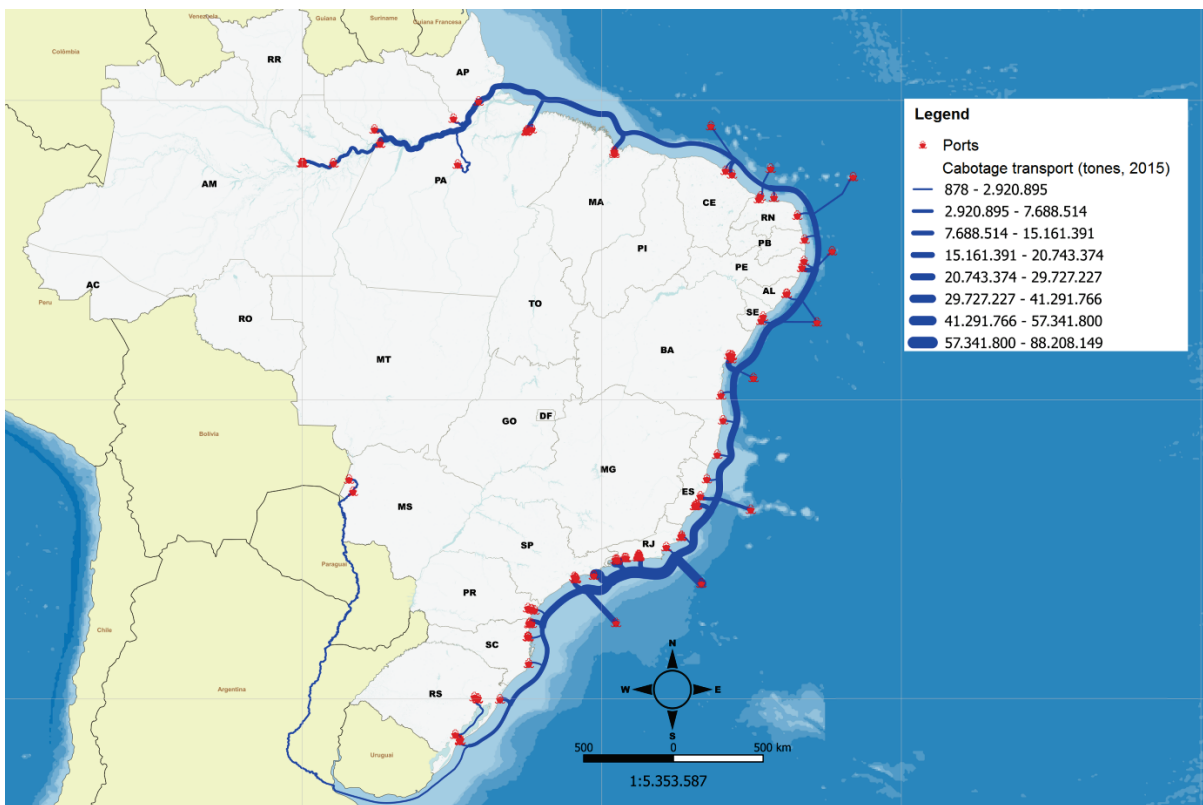 Venezuela
Guiana
Suriname
Guiana Francesa
Colômbia
RR
AP
Legend
Ports
Cabotage transport (tones, 2015)
878 - 2.920.895
2.920.895 - 7.688.514
7.688.514 - 15.161.391
15.161.391 - 20.743.374
20.743.374 - 29.727.227
29.727.227 - 41.291.766
41.291.766 - 57.341.800
57.341.800 - 88.208.149
AM
PA
MA
CE
RN
PB
PI
PE
AL
AC
Peru
TO
SE
RO
BA
MT
GO
DF
Bolívia
MG
ES
MS
SP
RJ
Paraguai
PR
Chile
SC
N
W
E
S
Argentina
RS
Uruguai
500
0
500 km
1:5.353.587